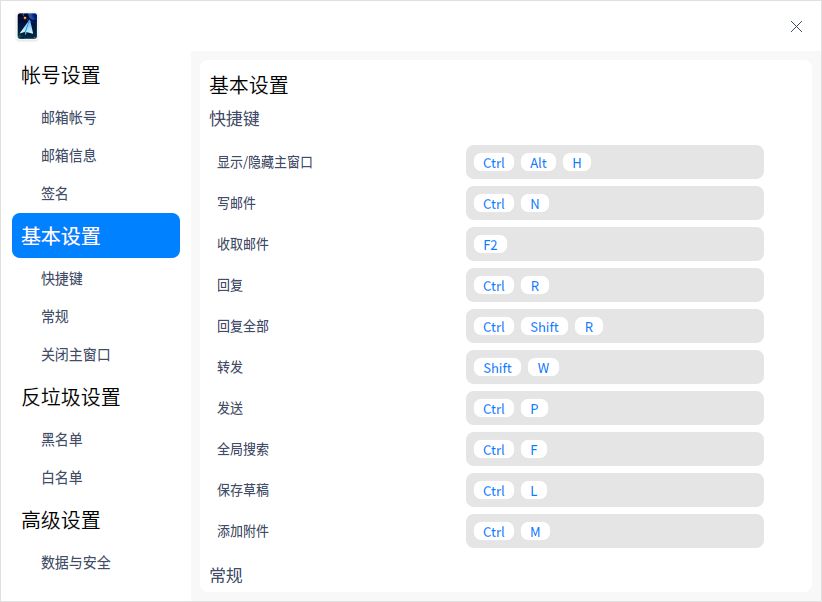 帐号设置
邮箱帐号
邮箱信息
签名
基本设置
快捷键
常规
关闭主窗口
反垃圾设置
黑名单
白名单
高级设置
数据与安全
基本设置
快捷键
显示/隐藏主窗口 Ctrl Alt H
写邮件 Ctrl N
收取邮件 F2
回复 Ctrl R
回复全部 Ctrl Shift R
转发 Shift W
发送 Ctrl P
全局搜索 Ctrl F
保存草稿 Ctrl L
添加附件 Ctrl M
常规